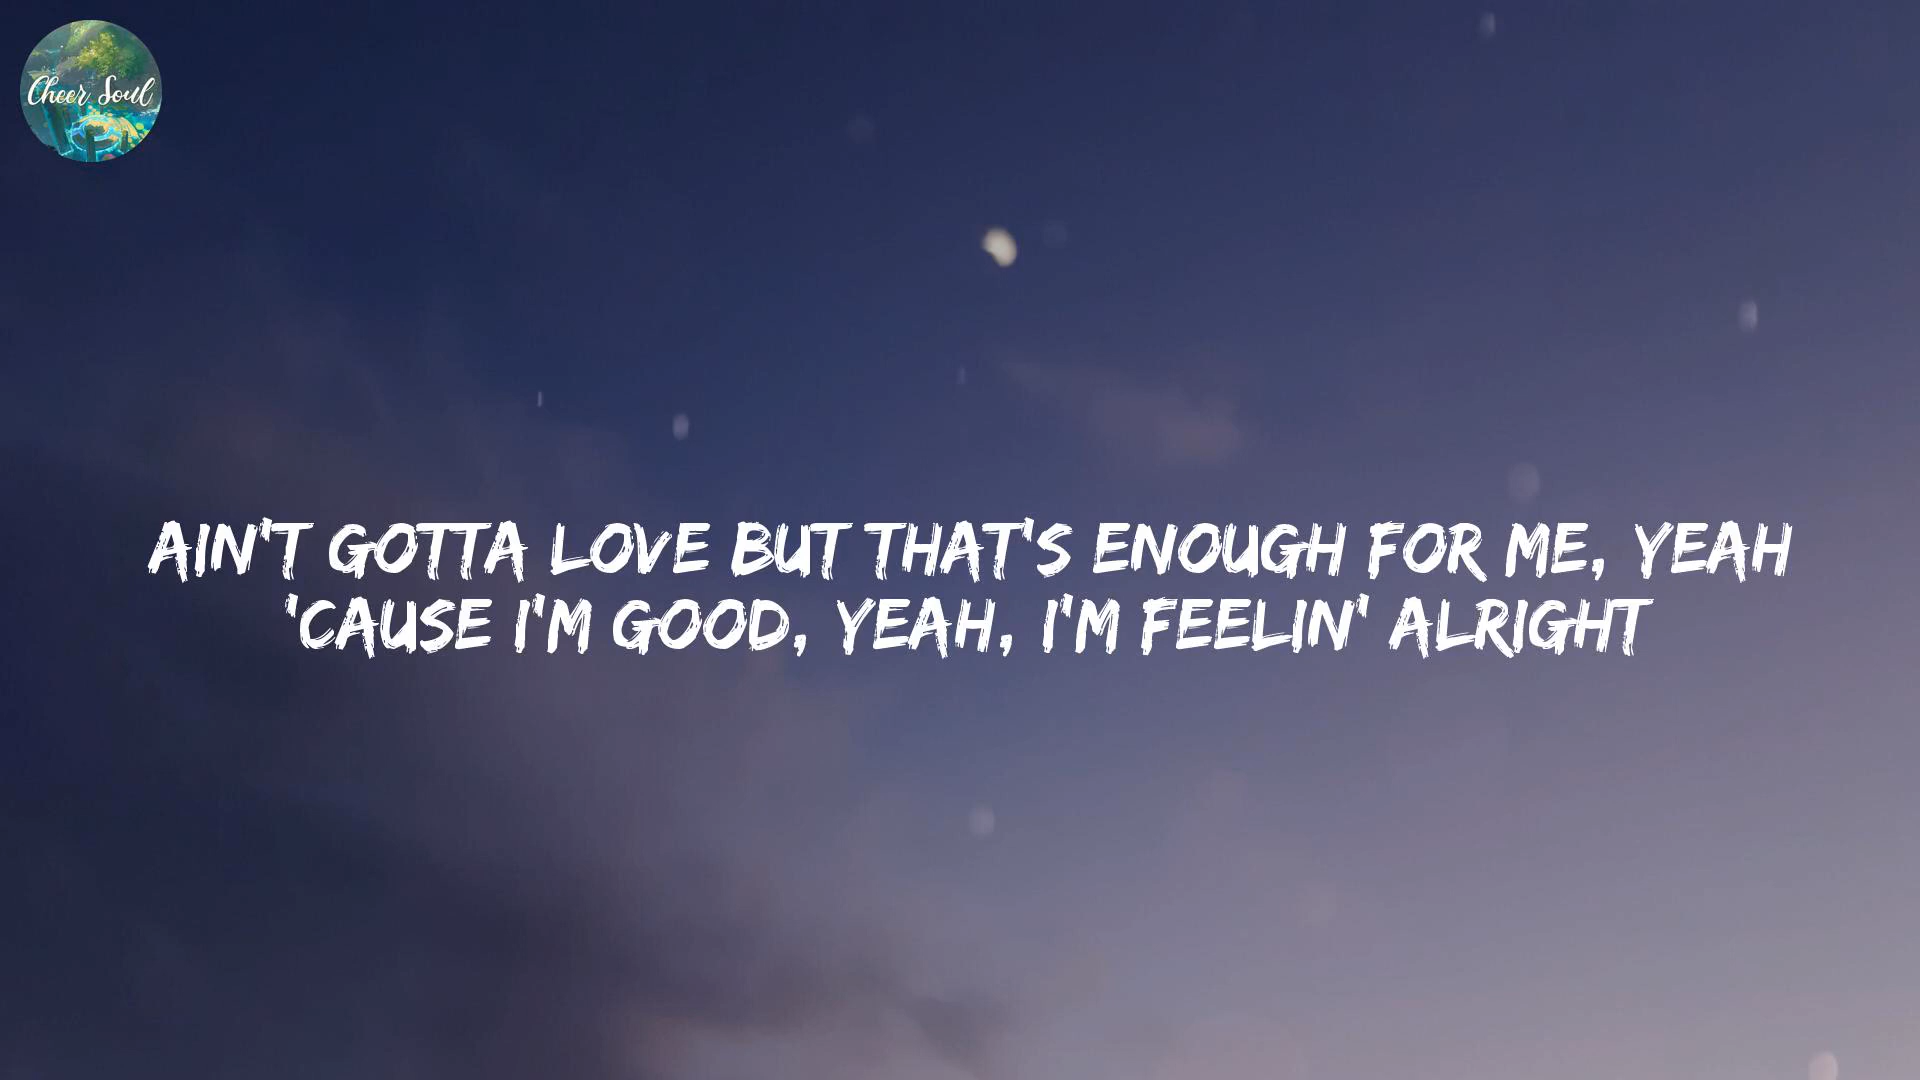 Cheer Soul
AIN'T GOTTA LOVE BUT THAT'S ENOUGH FOR ME, YEAH
'CAUSE I'M GOOD, YEAH, I'M FEELIN' ALRIGHT